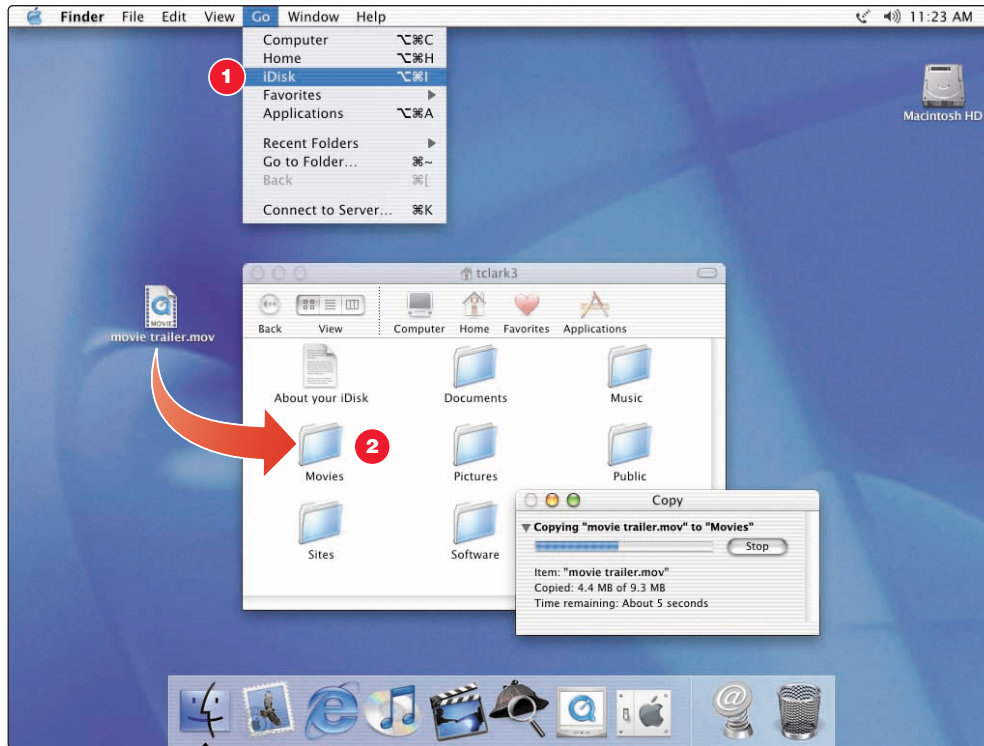 Finder File Edit View Go Window Help 11:23 AM
Computer ⌥⌘C
Home ⌥⌘H
1
iDisk ⌥⌘I
Favorites ▶
Applications ⌥⌘A
Recent Folders ▶
Go to Folder... ⌘~
Back ⌘[
Connect to Server... ⌘K
Macintosh HD
tclark3
Back View Computer Home Favorites Applications
MOVIE
movie trailer.mov
About your iDisk Documents Music
2
Movies Pictures Public
Sites Software
Copy
Copying "movie trailer.mov" to "Movies"
Stop
Item: "movie trailer.mov"
Copied: 4.4 MB of 9.3 MB
Time remaining: About 5 seconds
@